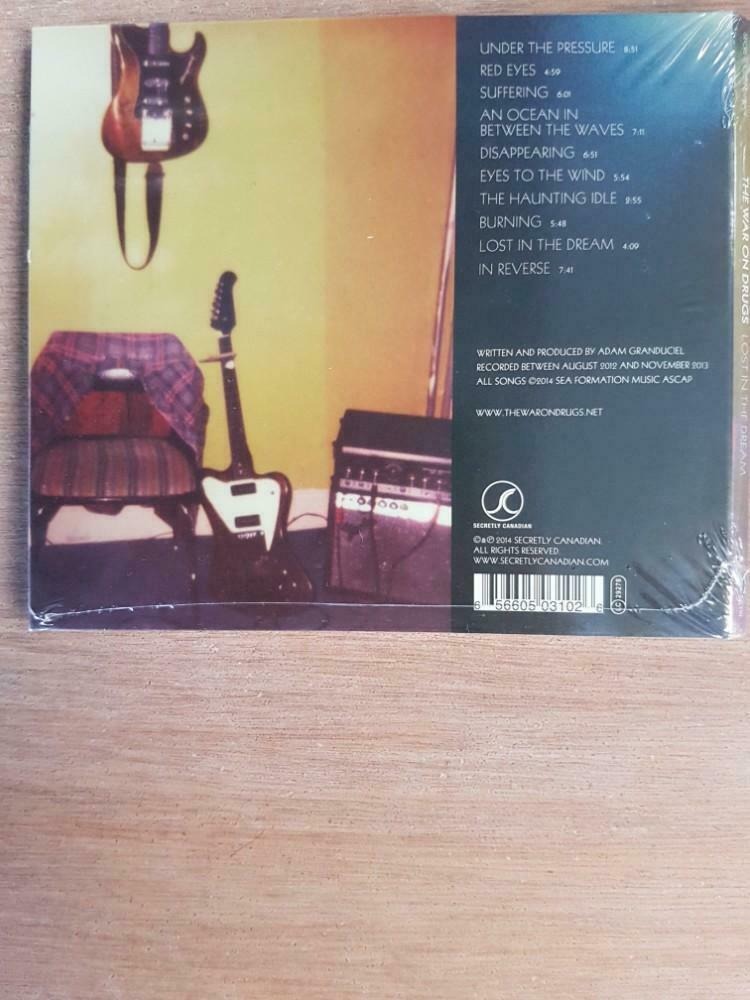 UNDER THE PRESSURE 8:51
RED EYES 4:59
SUFFERING 6:01
AN OCEAN IN
BETWEEN THE WAVES 7:11
DISAPPEARING 6:51
EYES TO THE WIND 5:54
THE HAUNTING IDLE 2:55
BURNING 5:48
LOST IN THE DREAM 4:09
IN REVERSE 7:41
WRITTEN AND PRODUCED BY ADAM GRANDUCIEL
RECORDED BETWEEN AUGUST 2012 AND NOVEMBER 2013
ALL SONGS ©2014 SEA FORMATION MUSIC ASCAP
WWW.THEWARONDRUGS.NET
SECRETLY CANADIAN
©&℗ 2014 SECRETLY CANADIAN.
ALL RIGHTS RESERVED.
WWW.SECRETLYCANADIAN.COM
6 56605 03102 6
LC 29278
THE WAR ON DRUGS LOST IN THE DREAM